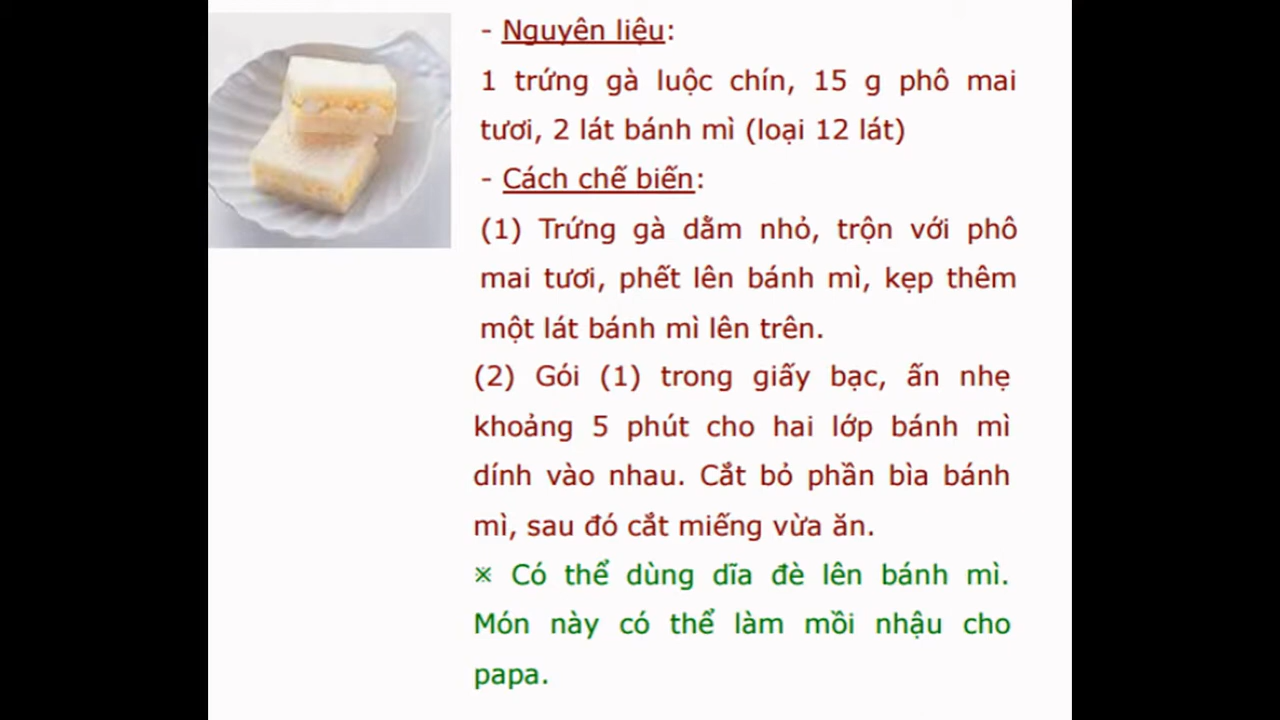 - Nguyên liệu:
1 trứng gà luộc chín, 15 g phô mai
tươi, 2 lát bánh mì (loại 12 lát)
- Cách chế biến:
(1) Trứng gà dằm nhỏ, trộn với phô
mai tươi, phết lên bánh mì, kẹp thêm
một lát bánh mì lên trên.
(2) Gói (1) trong giấy bạc, ấn nhẹ
khoảng 5 phút cho hai lớp bánh mì
dính vào nhau. Cắt bỏ phần bìa bánh
mì, sau đó cắt miếng vừa ăn.
※ Có thể dùng dĩa đè lên bánh mì.
Món này có thể làm mồi nhậu cho
papa.